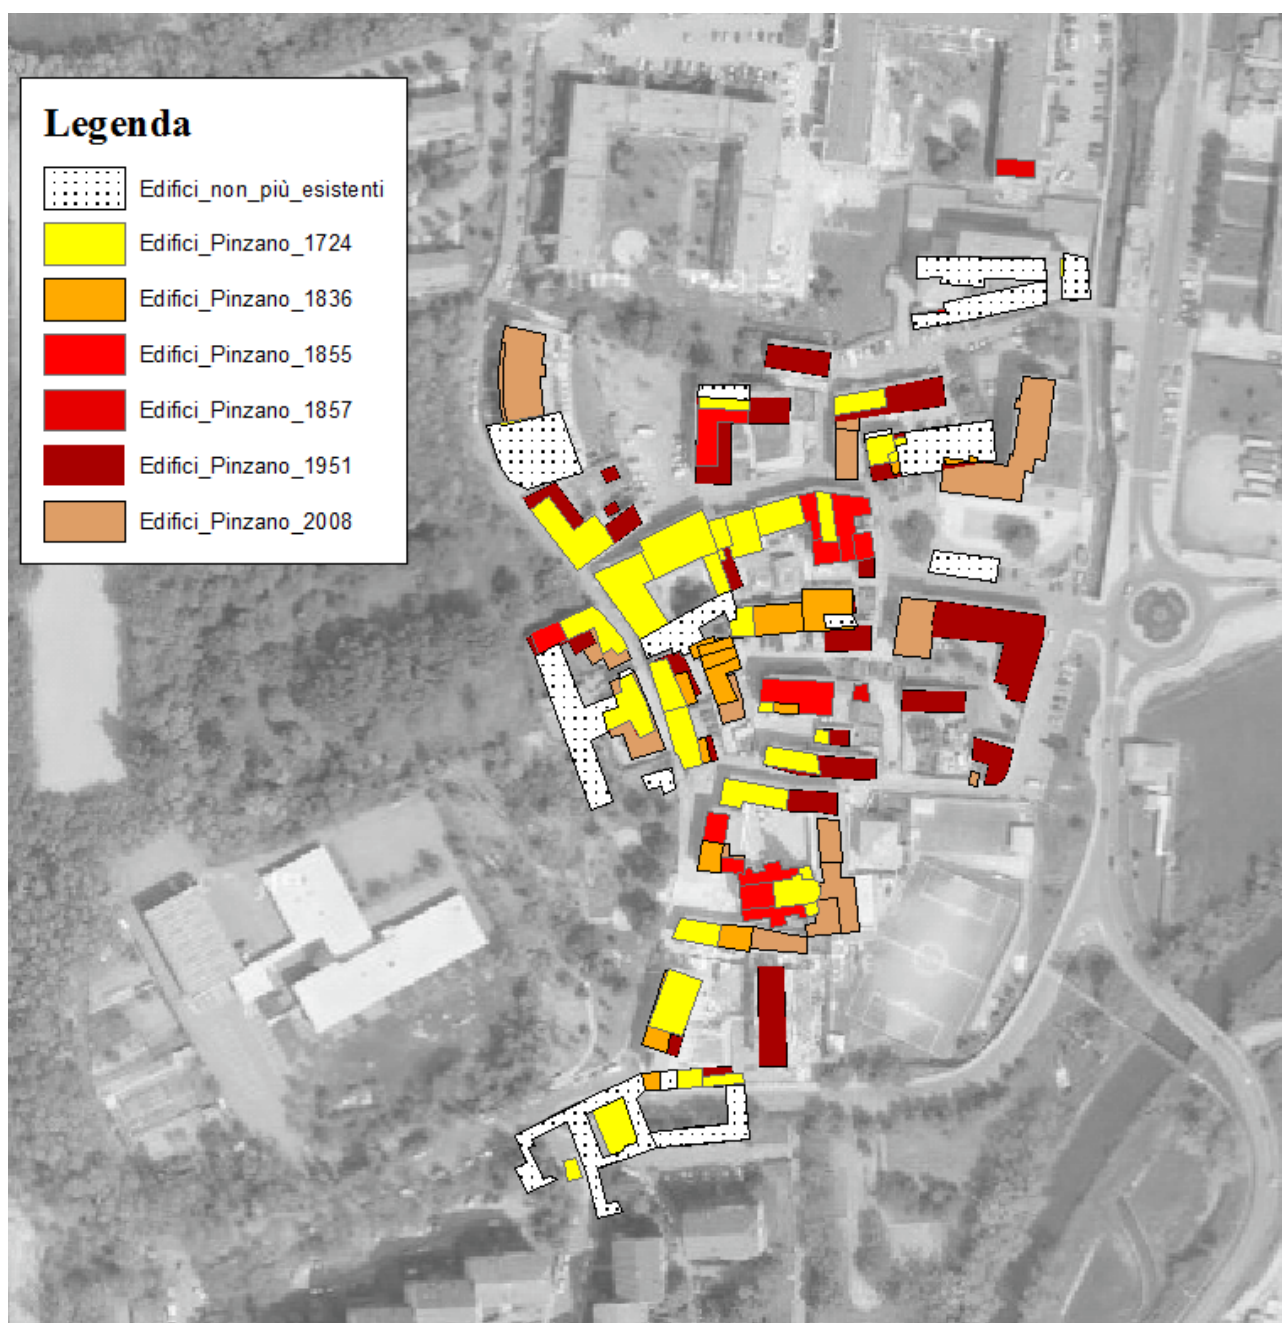 Legenda
Edifici_non_più_esistenti
Edifici_Pinzano_1724
Edifici_Pinzano_1836
Edifici_Pinzano_1855
Edifici_Pinzano_1857
Edifici_Pinzano_1951
Edifici_Pinzano_2008